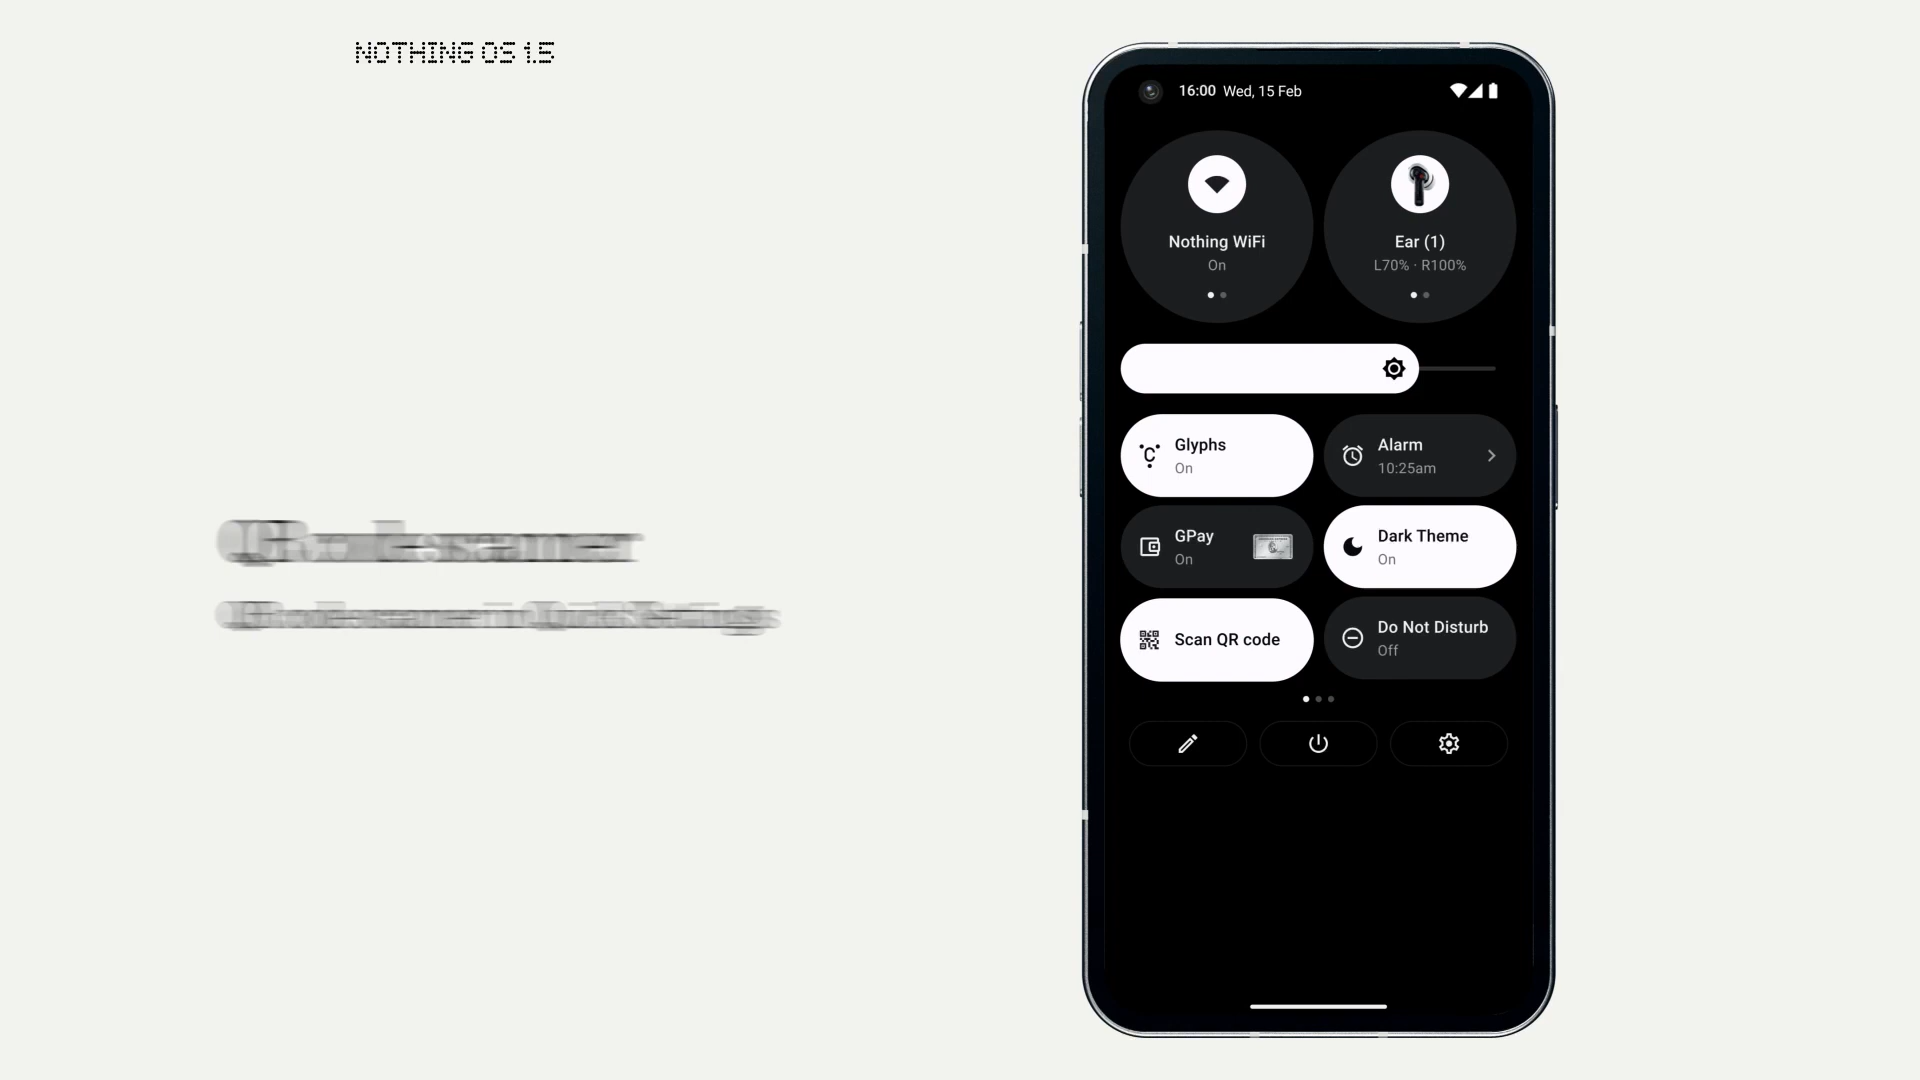 NOTHING OS 1.5
16:00 Wed, 15 Feb
Nothing WiFi
On
Ear (1)
L70% · R100%
Glyphs
On
Alarm
10:25am
GPay
On
Dark Theme
On
Scan QR code
Do Not Disturb
Off